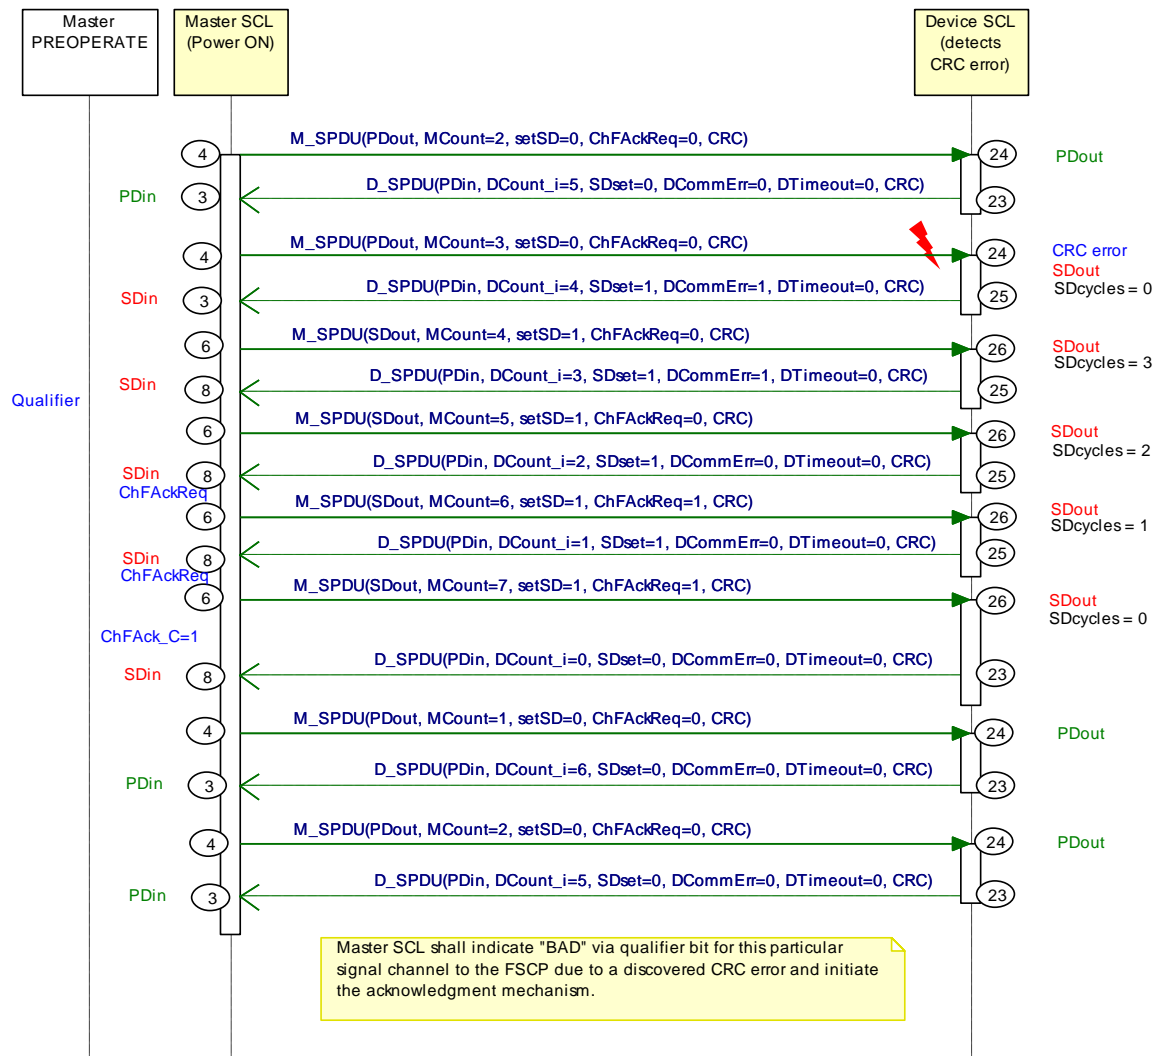 Master
PREOPERATE
Master SCL
(Power ON)
Device SCL
(detects
CRC error)
M_SPDU(PDout, MCount=2, setSD=0, ChFAckReq=0, CRC)
4
24
PDout
D_SPDU(PDin, DCount_i=5, SDset=0, DCommErr=0, DTimeout=0, CRC)
PDin
3
23
M_SPDU(PDout, MCount=3, setSD=0, ChFAckReq=0, CRC)
4
24
CRC error
SDout
SDcycles = 0
D_SPDU(PDin, DCount_i=4, SDset=1, DCommErr=1, DTimeout=0, CRC)
SDin
3
25
M_SPDU(SDout, MCount=4, setSD=1, ChFAckReq=0, CRC)
6
26
SDout
SDcycles = 3
D_SPDU(PDin, DCount_i=3, SDset=1, DCommErr=1, DTimeout=0, CRC)
SDin
8
25
Qualifier
M_SPDU(SDout, MCount=5, setSD=1, ChFAckReq=0, CRC)
6
26
SDout
SDcycles = 2
D_SPDU(PDin, DCount_i=2, SDset=1, DCommErr=0, DTimeout=0, CRC)
SDin
8
25
ChFAckReq
M_SPDU(SDout, MCount=6, setSD=1, ChFAckReq=1, CRC)
6
26
SDout
SDcycles = 1
D_SPDU(PDin, DCount_i=1, SDset=1, DCommErr=0, DTimeout=0, CRC)
SDin
8
25
ChFAckReq
M_SPDU(SDout, MCount=7, setSD=1, ChFAckReq=1, CRC)
6
26
SDout
SDcycles = 0
ChFAck_C=1
D_SPDU(PDin, DCount_i=0, SDset=0, DCommErr=0, DTimeout=0, CRC)
SDin
8
23
M_SPDU(PDout, MCount=1, setSD=0, ChFAckReq=0, CRC)
4
24
PDout
D_SPDU(PDin, DCount_i=6, SDset=0, DCommErr=0, DTimeout=0, CRC)
PDin
3
23
M_SPDU(PDout, MCount=2, setSD=0, ChFAckReq=0, CRC)
4
24
PDout
D_SPDU(PDin, DCount_i=5, SDset=0, DCommErr=0, DTimeout=0, CRC)
PDin
3
23
Master SCL shall indicate "BAD" via qualifier bit for this particular
signal channel to the FSCP due to a discovered CRC error and initiate
the acknowledgment mechanism.